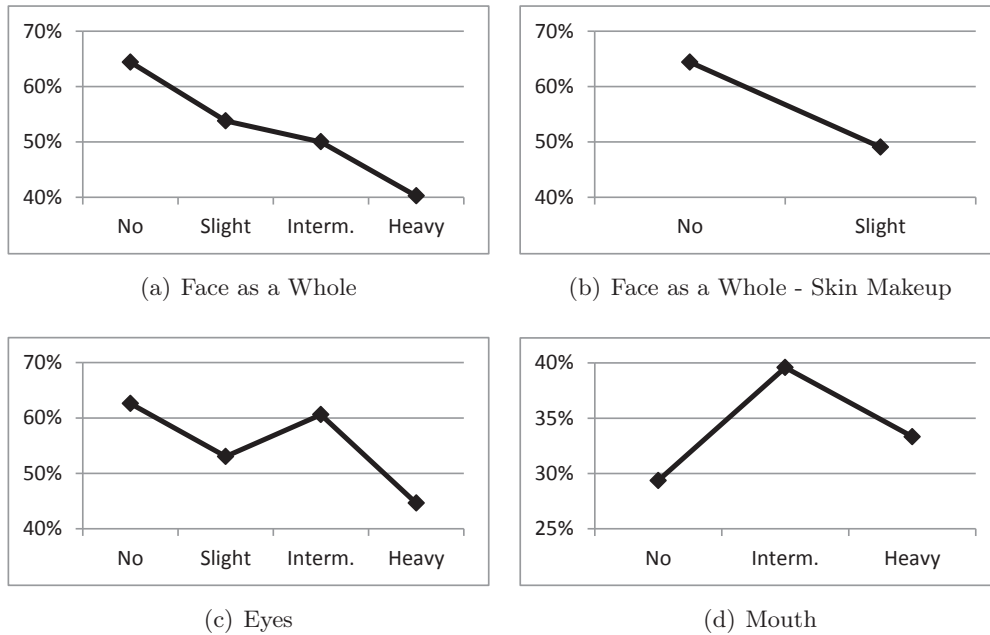 70%
60%
50%
40%
No Slight Interm. Heavy
(a) Face as a Whole
70%
60%
50%
40%
No Slight
(b) Face as a Whole - Skin Makeup
70%
60%
50%
40%
No Slight Interm. Heavy
(c) Eyes
40%
35%
30%
25%
No Interm. Heavy
(d) Mouth